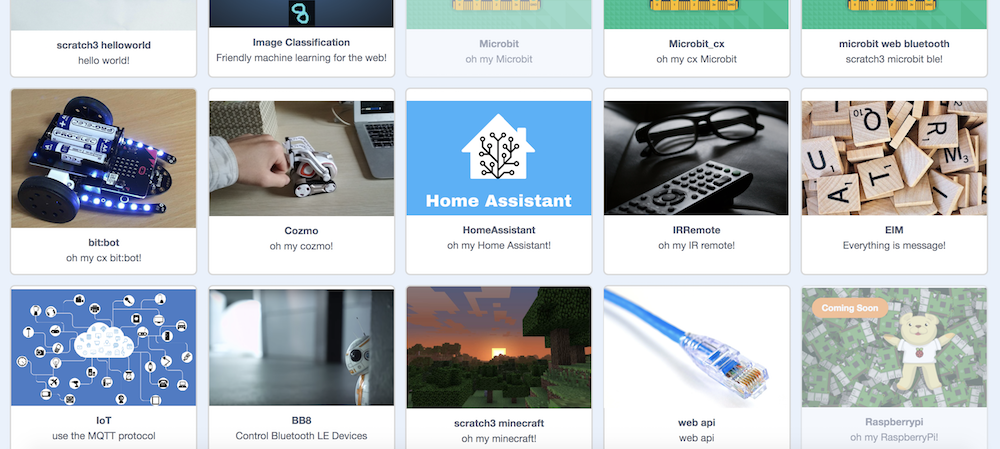 8
scratch3 helloworld
hello world!
Image Classification
Friendly machine learning for the web!
Microbit
oh my Microbit
Microbit_cx
oh my cx Microbit
microbit web bluetooth
scratch3 microbit ble!
bit:bot
oh my cx bit:bot!
Cozmo
oh my cozmo!
Home Assistant
HomeAssistant
oh my Home Assistant!
IRRemote
oh my IR remote!
Q
R
U
M
A
T
I
EIM
Everything is message!
IoT
use the MQTT protocol
BB8
Control Bluetooth LE Devices
scratch3 minecraft
oh my minecraft!
web api
web api
Coming Soon
Raspberrypi
oh my RaspberryPi!